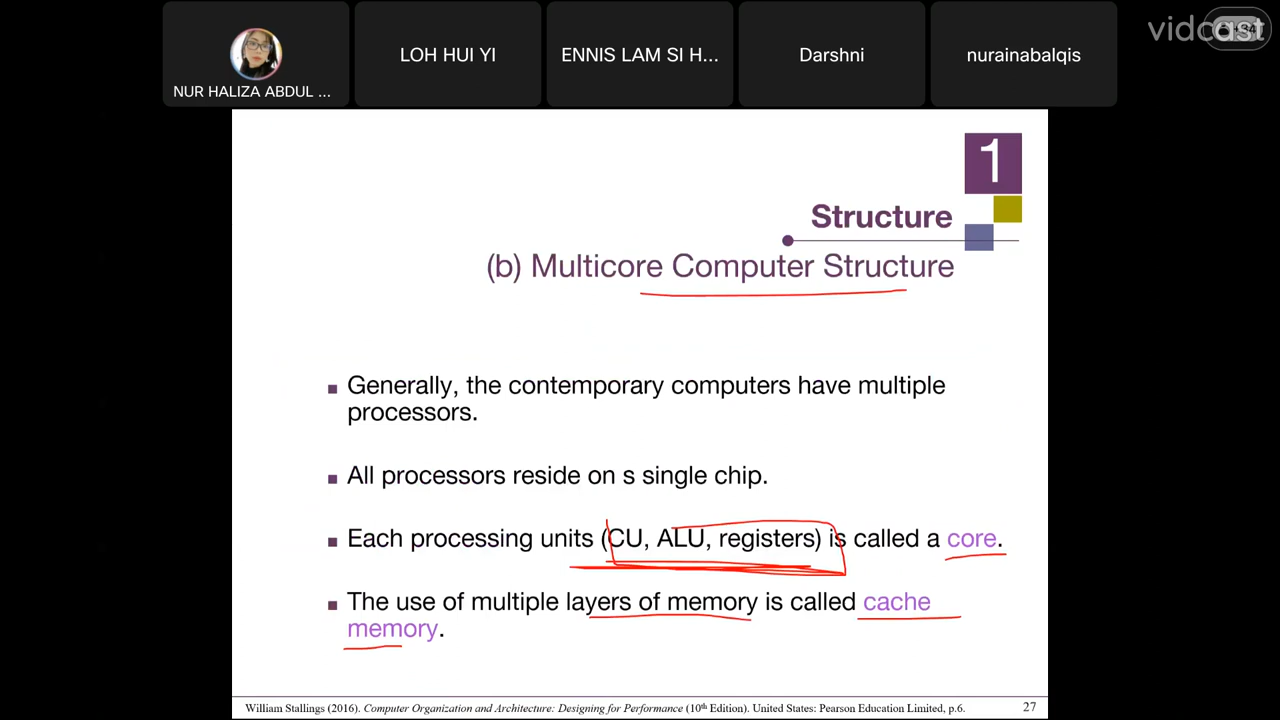 vidcast
NUR HALIZA ABDUL ...
LOH HUI YI
ENNIS LAM SI H...
Darshni
nurainabalqis
1
Structure
(b) Multicore Computer Structure
Generally, the contemporary computers have multiple
processors.
All processors reside on s single chip.
Each processing units (CU, ALU, registers) is called a core.
The use of multiple layers of memory is called cache
memory.
William Stallings (2016). Computer Organization and Architecture: Designing for Performance (10th Edition). United States: Pearson Education Limited, p.6.
27